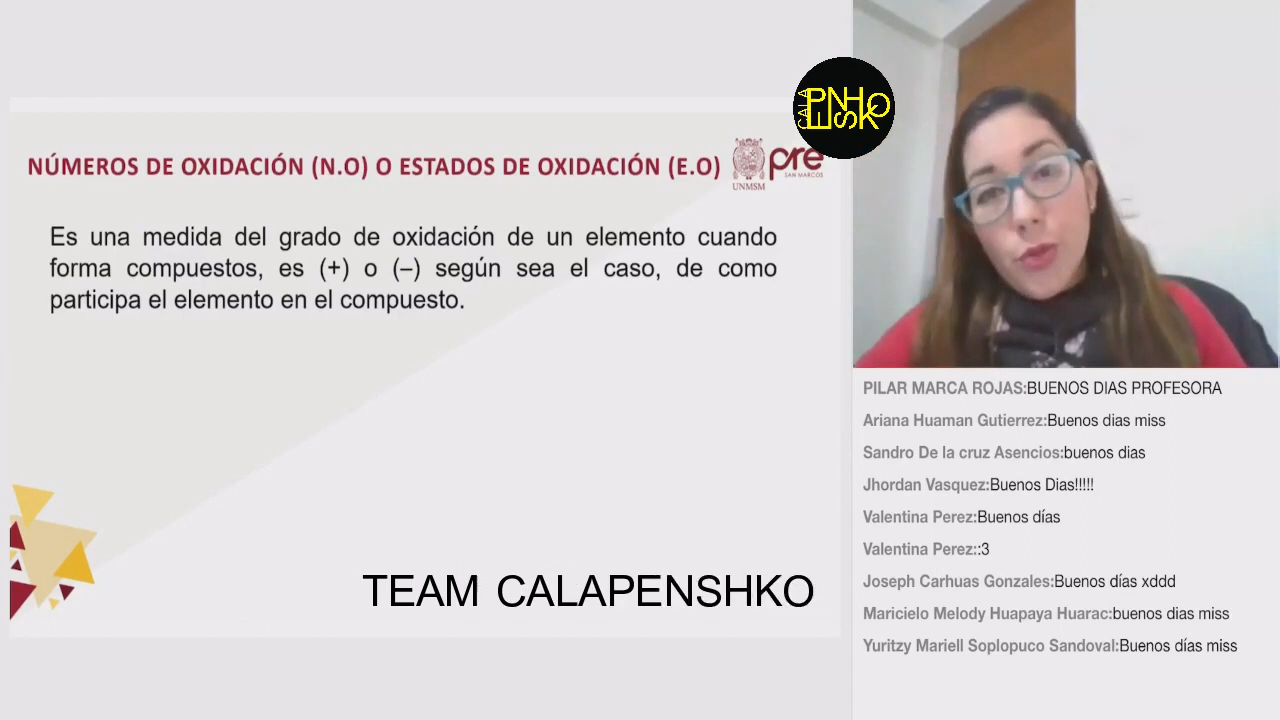 NÚMEROS DE OXIDACIÓN (N.O) O ESTADOS DE OXIDACIÓN (E.O)
UNMSM
pre
SAN MARCOS
CALA
PENSHKO
Es una medida del grado de oxidación de un elemento cuando
forma compuestos, es (+) o (–) según sea el caso, de como
participa el elemento en el compuesto.
TEAM CALAPENSHKO
PILAR MARCA ROJAS:BUENOS DIAS PROFESORA
Ariana Huaman Gutierrez:Buenos dias miss
Sandro De la cruz Asencios:buenos dias
Jhordan Vasquez:Buenos Dias!!!!!
Valentina Perez:Buenos días
Valentina Perez::3
Joseph Carhuas Gonzales:Buenos días xddd
Maricielo Melody Huapaya Huarac:buenos dias miss
Yuritzy Mariell Soplopuco Sandoval:Buenos días miss